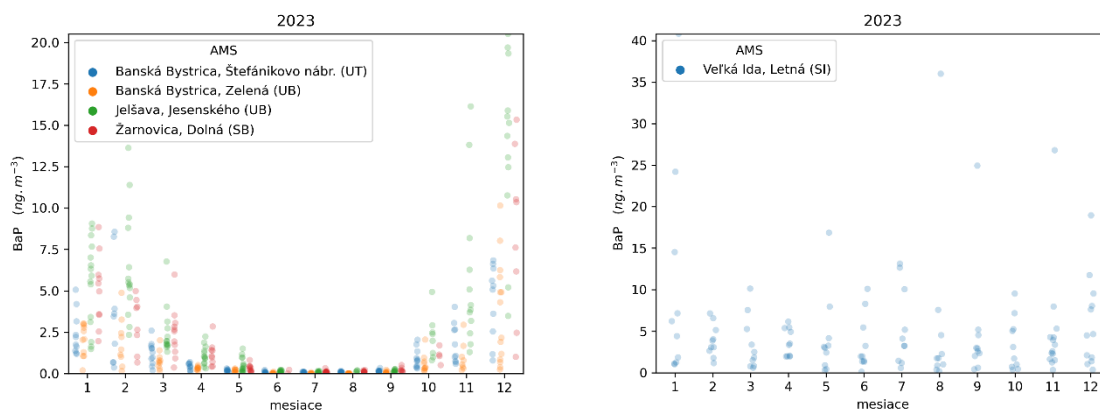 2023
AMS
Banská Bystrica, Štefánikovo nábr. (UT)
Banská Bystrica, Zelená (UB)
Jelšava, Jesenského (UB)
Žarnovica, Dolná (SB)
BaP (ng.m⁻³)
20.0
17.5
15.0
12.5
10.0
7.5
5.0
2.5
0.0
1 2 3 4 5 6 7 8 9 10 11 12
mesiace
2023
AMS
Veľká Ida, Letná (SI)
BaP (ng.m⁻³)
40
35
30
25
20
15
10
5
0
1 2 3 4 5 6 7 8 9 10 11 12
mesiace